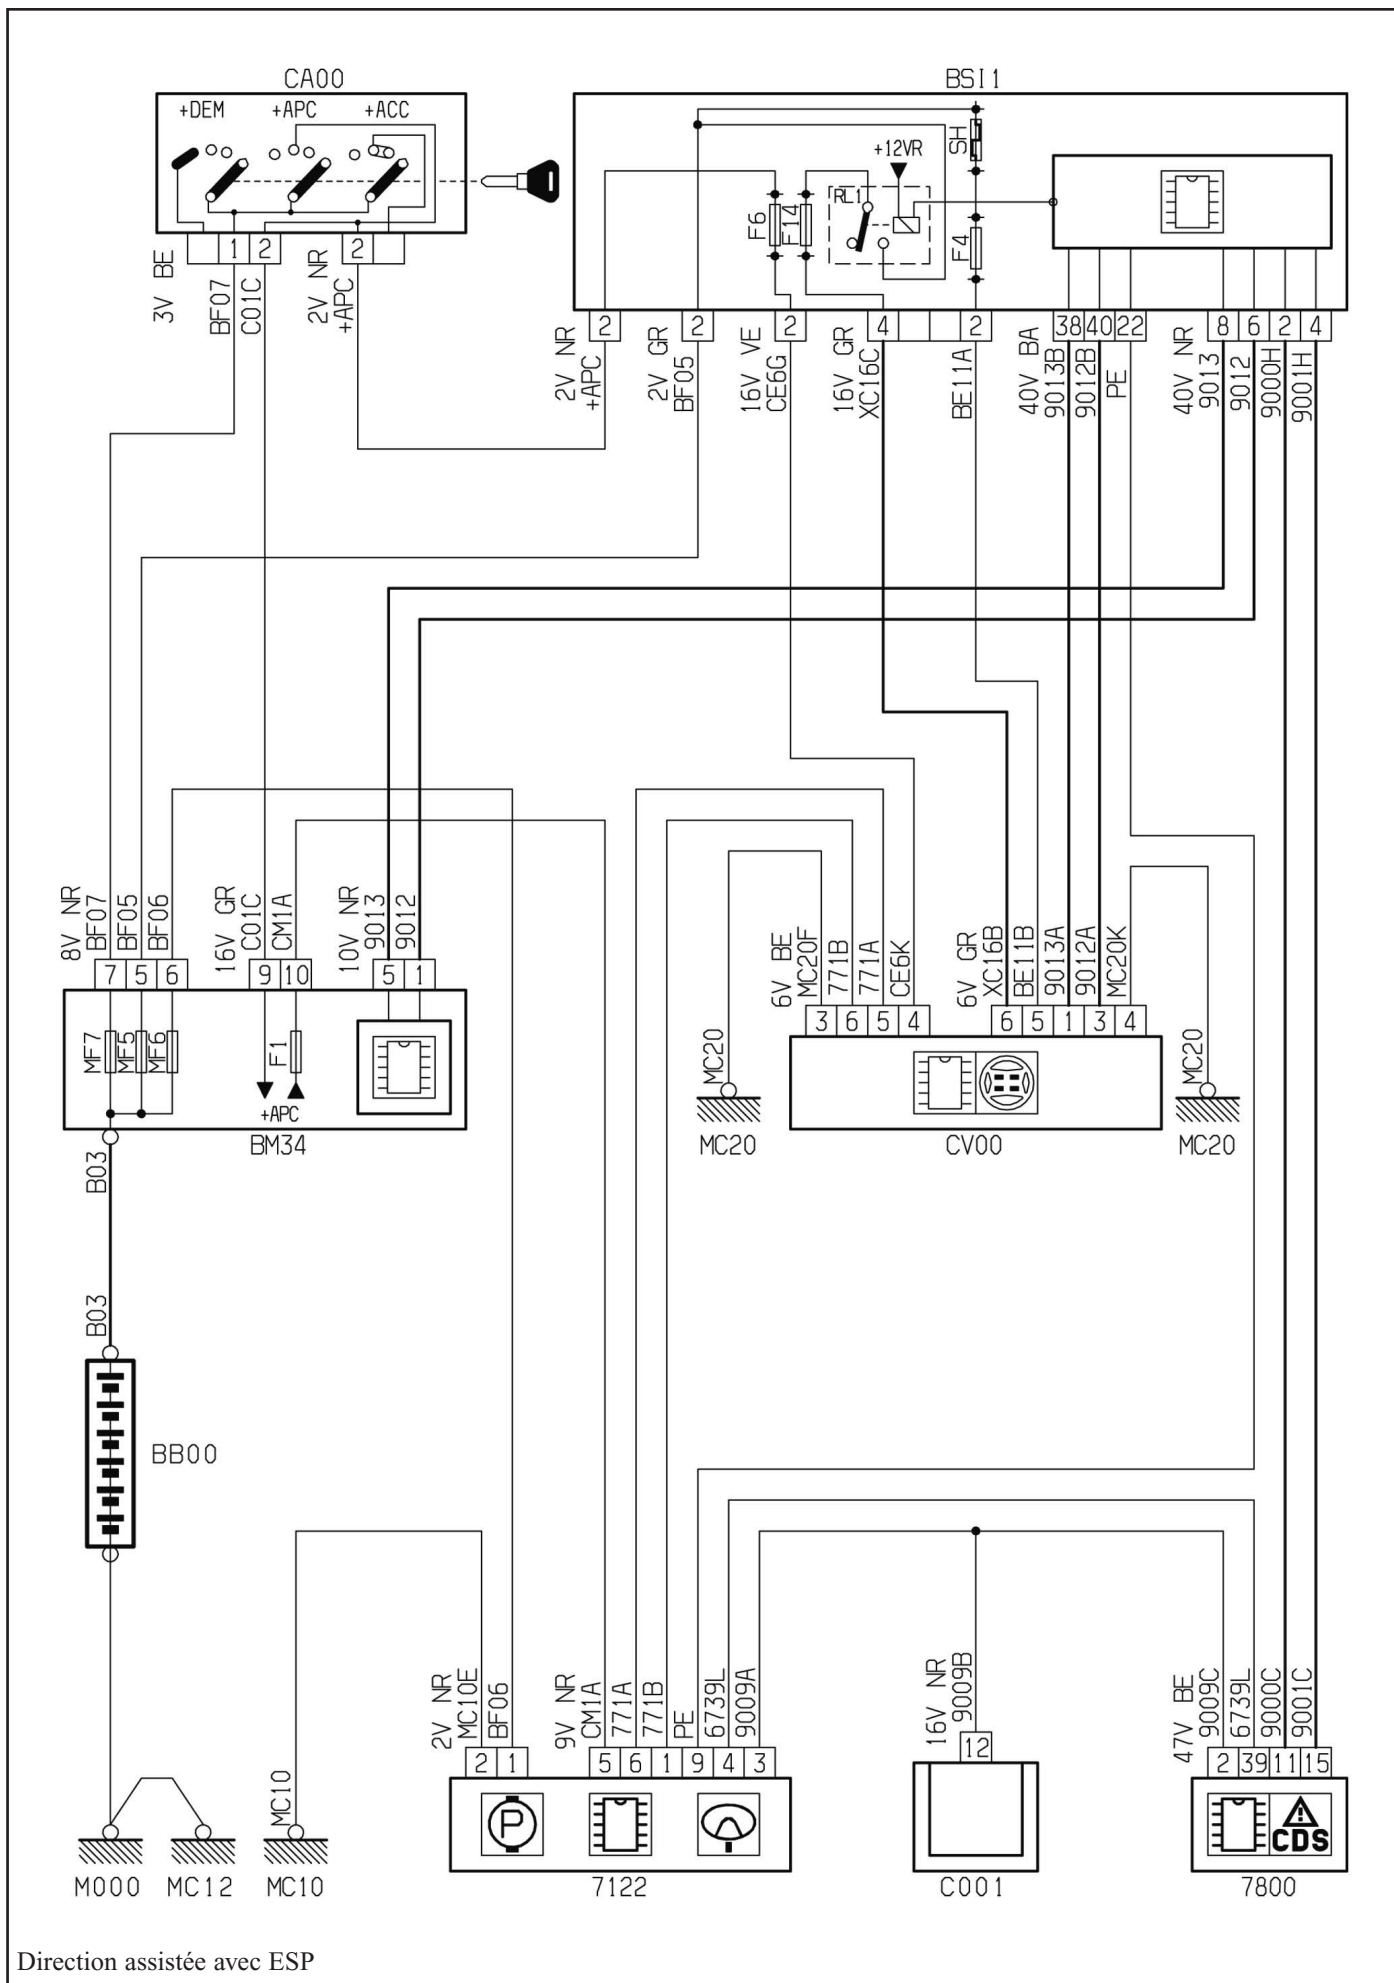 CA00
+DEM +APC +ACC
1 2 2
3V BE
BF07
C01C
2V NR
+APC
BSI1
SH
+12VR
RL1
F6
F14
F4
2 2 2 4 2 38 40 22 8 6 2 4
2V NR
+APC
2V GR
BF05
16V VE
CE6G
16V GR
XC16C
BE11A
40V BA
9013B
9012B
PE
40V NR
9013
9012
9000H
9001H
8V NR
BF07
BF05
BF06
16V GR
C01C
CM1A
10V NR
9013
9012
7 5 6 9 10 5 1
MF7
MF5
MF6
F1
+APC
BM34
6V BE
MC20F
771B
771A
CE6K
6V GR
XC16B
BE11B
9013A
9012A
MC20K
3 6 5 4 6 5 1 3 4
MC20
MC20
MC20
CV00
MC20
B03
B03
BB00
2V NR
MC10E
BF06
9V NR
CM1A
771A
771B
PE
6739L
9009A
16V NR
9009B
47V BE
9009C
6739L
9000C
9001C
12
2 1 5 6 1 9 4 3
2 39 11 15
MC10
P
CDS
M000
MC12
MC10
7122
C001
7800
Direction assistée avec ESP